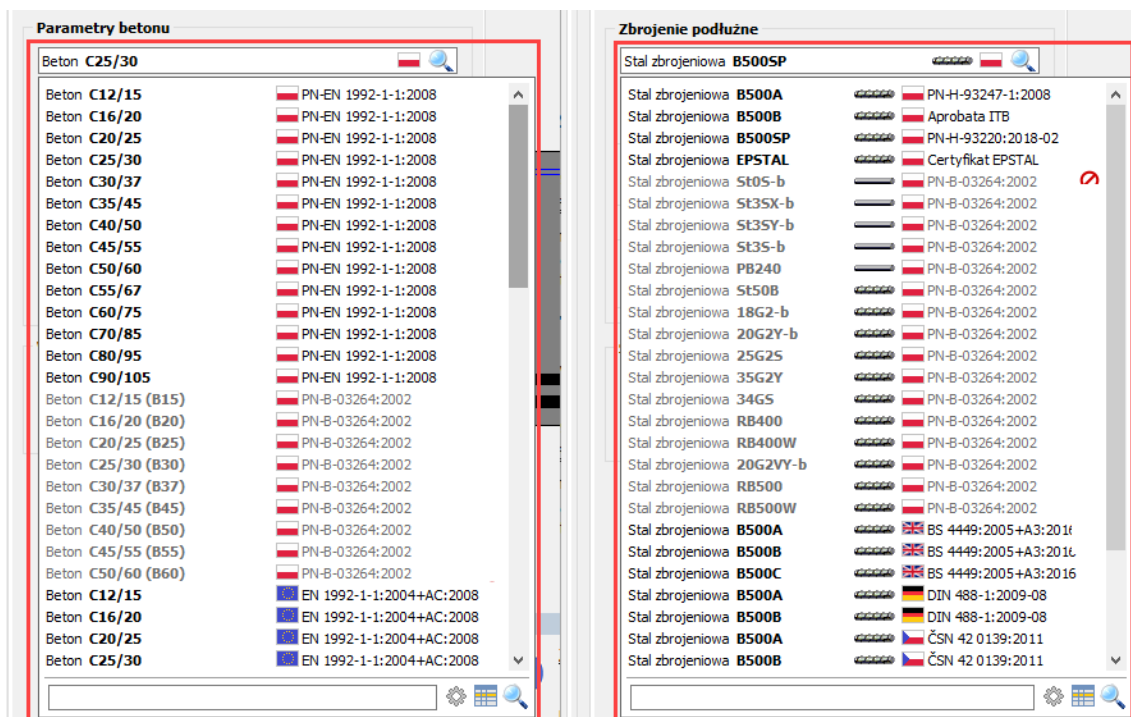 Parametry betonu
Beton C25/30
Beton C12/15 PN-EN 1992-1-1:2008
Beton C16/20 PN-EN 1992-1-1:2008
Beton C20/25 PN-EN 1992-1-1:2008
Beton C25/30 PN-EN 1992-1-1:2008
Beton C30/37 PN-EN 1992-1-1:2008
Beton C35/45 PN-EN 1992-1-1:2008
Beton C40/50 PN-EN 1992-1-1:2008
Beton C45/55 PN-EN 1992-1-1:2008
Beton C50/60 PN-EN 1992-1-1:2008
Beton C55/67 PN-EN 1992-1-1:2008
Beton C60/75 PN-EN 1992-1-1:2008
Beton C70/85 PN-EN 1992-1-1:2008
Beton C80/95 PN-EN 1992-1-1:2008
Beton C90/105 PN-EN 1992-1-1:2008
Beton C12/15 (B15) PN-B-03264:2002
Beton C16/20 (B20) PN-B-03264:2002
Beton C20/25 (B25) PN-B-03264:2002
Beton C25/30 (B30) PN-B-03264:2002
Beton C30/37 (B37) PN-B-03264:2002
Beton C35/45 (B45) PN-B-03264:2002
Beton C40/50 (B50) PN-B-03264:2002
Beton C45/55 (B55) PN-B-03264:2002
Beton C50/60 (B60) PN-B-03264:2002
Beton C12/15 EN 1992-1-1:2004+AC:2008
Beton C16/20 EN 1992-1-1:2004+AC:2008
Beton C20/25 EN 1992-1-1:2004+AC:2008
Beton C25/30 EN 1992-1-1:2004+AC:2008
Zbrojenie podłużne
Stal zbrojeniowa B500SP
Stal zbrojeniowa B500A PN-H-93247-1:2008
Stal zbrojeniowa B500B Aprobata ITB
Stal zbrojeniowa B500SP PN-H-93220:2018-02
Stal zbrojeniowa EPSTAL Certyfikat EPSTAL
Stal zbrojeniowa St0S-b PN-B-03264:2002
Stal zbrojeniowa St3SX-b PN-B-03264:2002
Stal zbrojeniowa St3SY-b PN-B-03264:2002
Stal zbrojeniowa St3S-b PN-B-03264:2002
Stal zbrojeniowa PB240 PN-B-03264:2002
Stal zbrojeniowa St50B PN-B-03264:2002
Stal zbrojeniowa 18G2-b PN-B-03264:2002
Stal zbrojeniowa 20G2Y-b PN-B-03264:2002
Stal zbrojeniowa 25G2S PN-B-03264:2002
Stal zbrojeniowa 35G2Y PN-B-03264:2002
Stal zbrojeniowa 34GS PN-B-03264:2002
Stal zbrojeniowa RB400 PN-B-03264:2002
Stal zbrojeniowa RB400W PN-B-03264:2002
Stal zbrojeniowa 20G2VY-b PN-B-03264:2002
Stal zbrojeniowa RB500 PN-B-03264:2002
Stal zbrojeniowa RB500W PN-B-03264:2002
Stal zbrojeniowa B500A BS 4449:2005+A3:2016
Stal zbrojeniowa B500B BS 4449:2005+A3:2016
Stal zbrojeniowa B500C BS 4449:2005+A3:2016
Stal zbrojeniowa B500A DIN 488-1:2009-08
Stal zbrojeniowa B500B DIN 488-1:2009-08
Stal zbrojeniowa B500A ČSN 42 0139:2011
Stal zbrojeniowa B500B ČSN 42 0139:2011